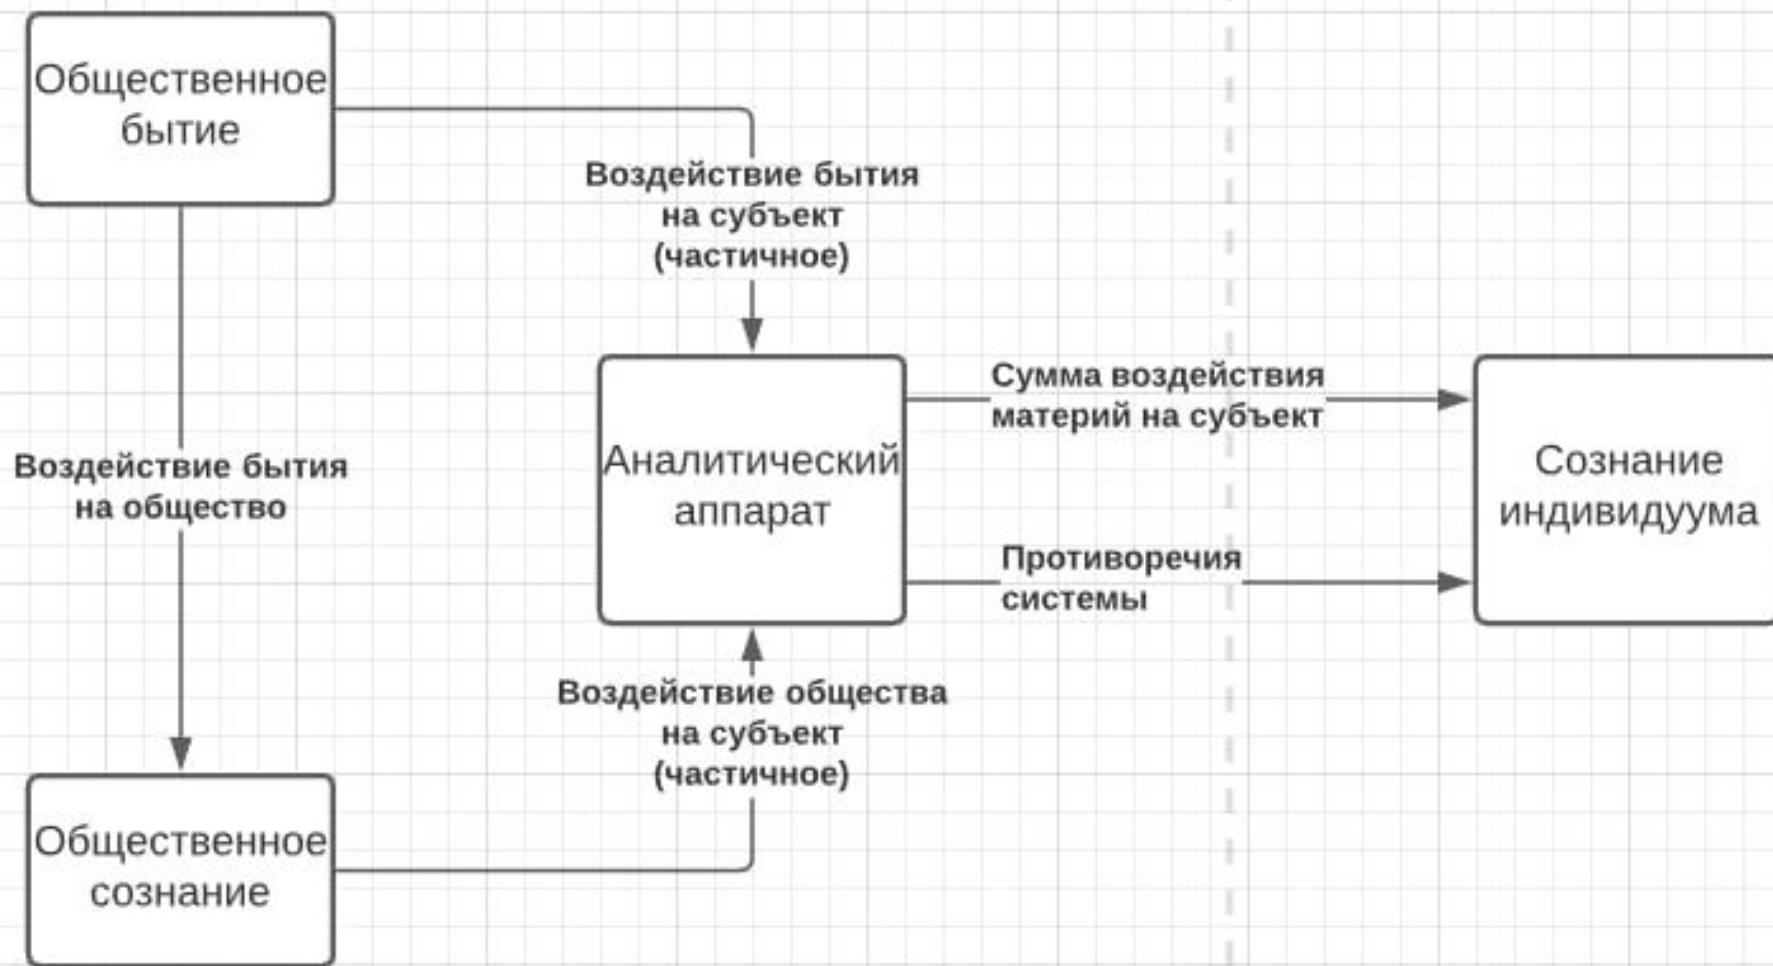 Общественное
бытие
Воздействие бытия
на субъект
(частичное)
Воздействие бытия
на общество
Аналитический
аппарат
Сумма воздействия
материй на субъект
Противоречия
системы
Сознание
индивидуума
Воздействие общества
на субъект
(частичное)
Общественное
сознание